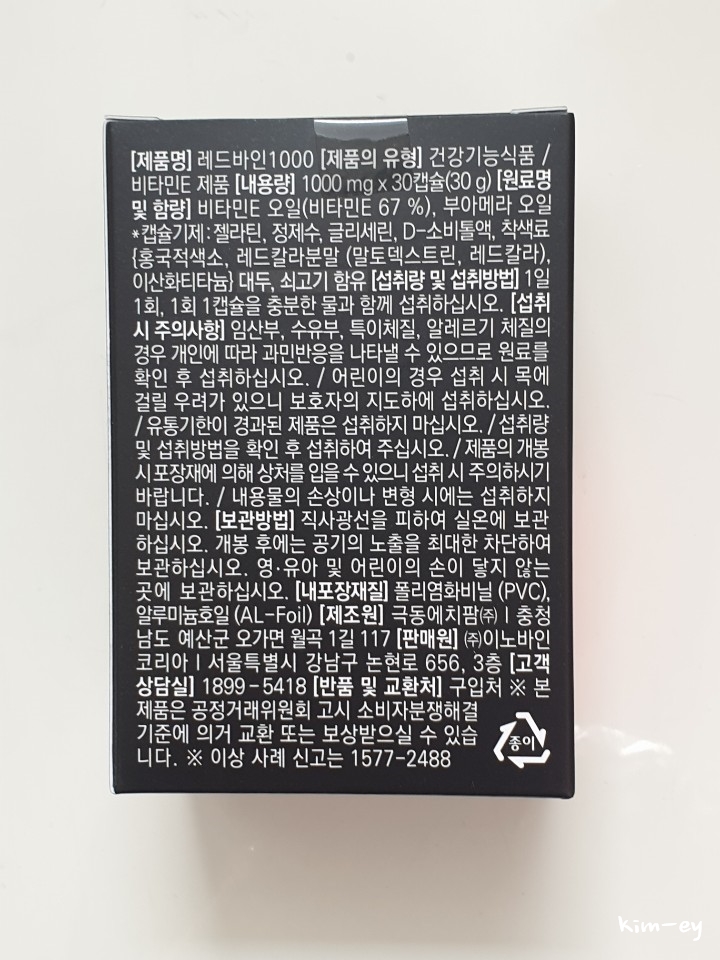 [제품명] 레드바인1000 [제품의 유형] 건강기능식품 /
비타민E 제품 [내용량] 1000 mg x 30캡슐(30 g) [원료명
및 함량] 비타민E 오일(비타민E 67 %), 부아메라 오일
*캡슐기제: 젤라틴, 정제수, 글리세린, D-소비톨액, 착색료
{홍국적색소, 레드칼라분말 (말토덱스트린, 레드칼라),
이산화티타늄} 대두, 쇠고기 함유 [섭취량 및 섭취방법] 1일
1회, 1회 1캡슐을 충분한 물과 함께 섭취하십시오. [섭취
시 주의사항] 임산부, 수유부, 특이체질, 알레르기 체질의
경우 개인에 따라 과민반응을 나타낼 수 있으므로 원료를
확인 후 섭취하십시오. / 어린이의 경우 섭취 시 목에
걸릴 우려가 있으니 보호자의 지도하에 섭취하십시오.
/ 유통기한이 경과된 제품은 섭취하지 마십시오. / 섭취량
및 섭취방법을 확인 후 섭취하여 주십시오. / 제품의 개봉
시 포장재에 의해 상처를 입을 수 있으니 섭취 시 주의하시기
바랍니다. / 내용물의 손상이나 변형 시에는 섭취하지
마십시오. [보관방법] 직사광선을 피하여 실온에 보관
하십시오. 개봉 후에는 공기의 노출을 최대한 차단하여
보관하십시오. 영·유아 및 어린이의 손이 닿지 않는
곳에 보관하십시오. [내포장재질] 폴리염화비닐 (PVC),
알루미늄호일 (AL-Foil) [제조원] 극동에치팜㈜ | 충청
남도 예산군 오가면 월곡 1길 117 [판매원] ㈜이노바인
코리아 | 서울특별시 강남구 논현로 656, 3층 [고객
상담실] 1899-5418 [반품 및 교환처] 구입처 ※ 본
제품은 공정거래위원회 고시 소비자분쟁해결
기준에 의거 교환 또는 보상받으실 수 있습
니다. ※ 이상 사례 신고는 1577-2488
종이
kim-ey